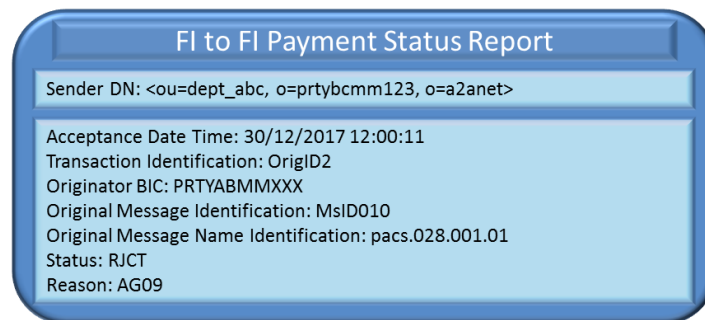 FI to FI Payment Status Report
Sender DN: <ou=dept_abc, o=prtybcmm123, o=a2anet>
Acceptance Date Time: 30/12/2017 12:00:11
Transaction Identification: OrigID2
Originator BIC: PRTYABMMXXX
Original Message Identification: MsID010
Original Message Name Identification: pacs.028.001.01
Status: RJCT
Reason: AG09